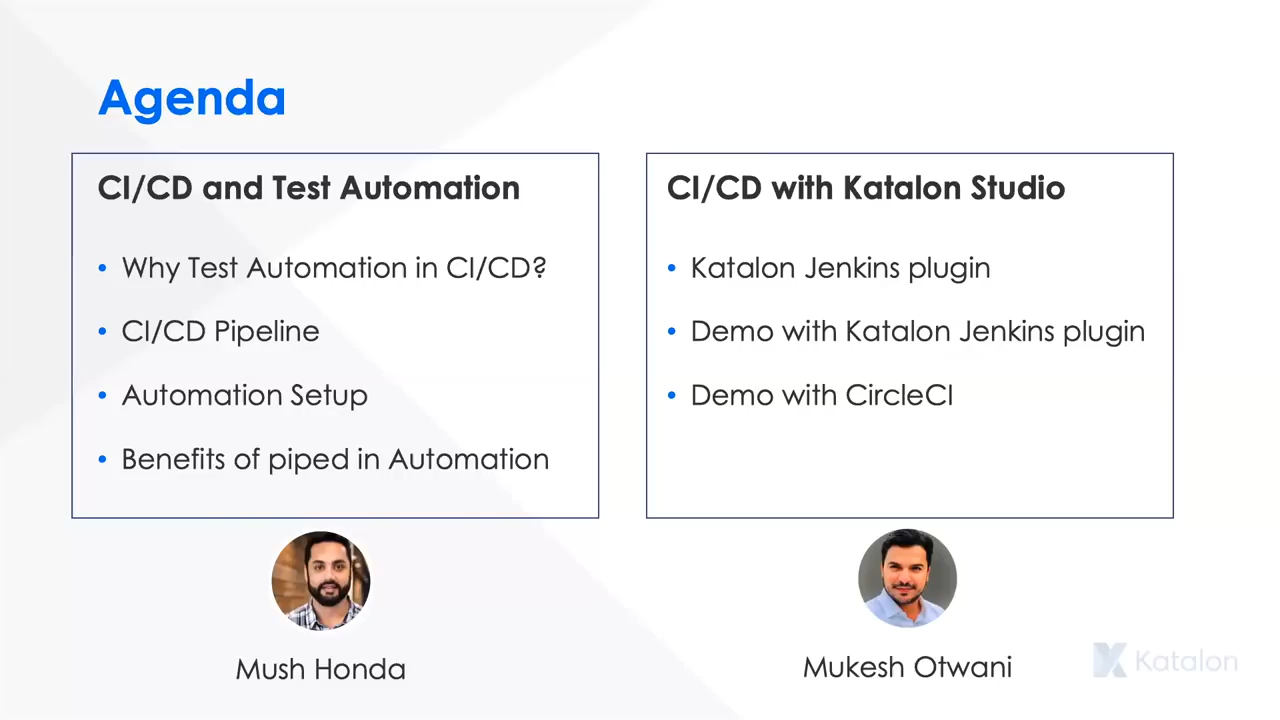 Agenda
CI/CD and Test Automation
• Why Test Automation in CI/CD?
• CI/CD Pipeline
• Automation Setup
• Benefits of piped in Automation
Mush Honda
CI/CD with Katalon Studio
• Katalon Jenkins plugin
• Demo with Katalon Jenkins plugin
• Demo with CircleCI
Mukesh Otwani
Katalon